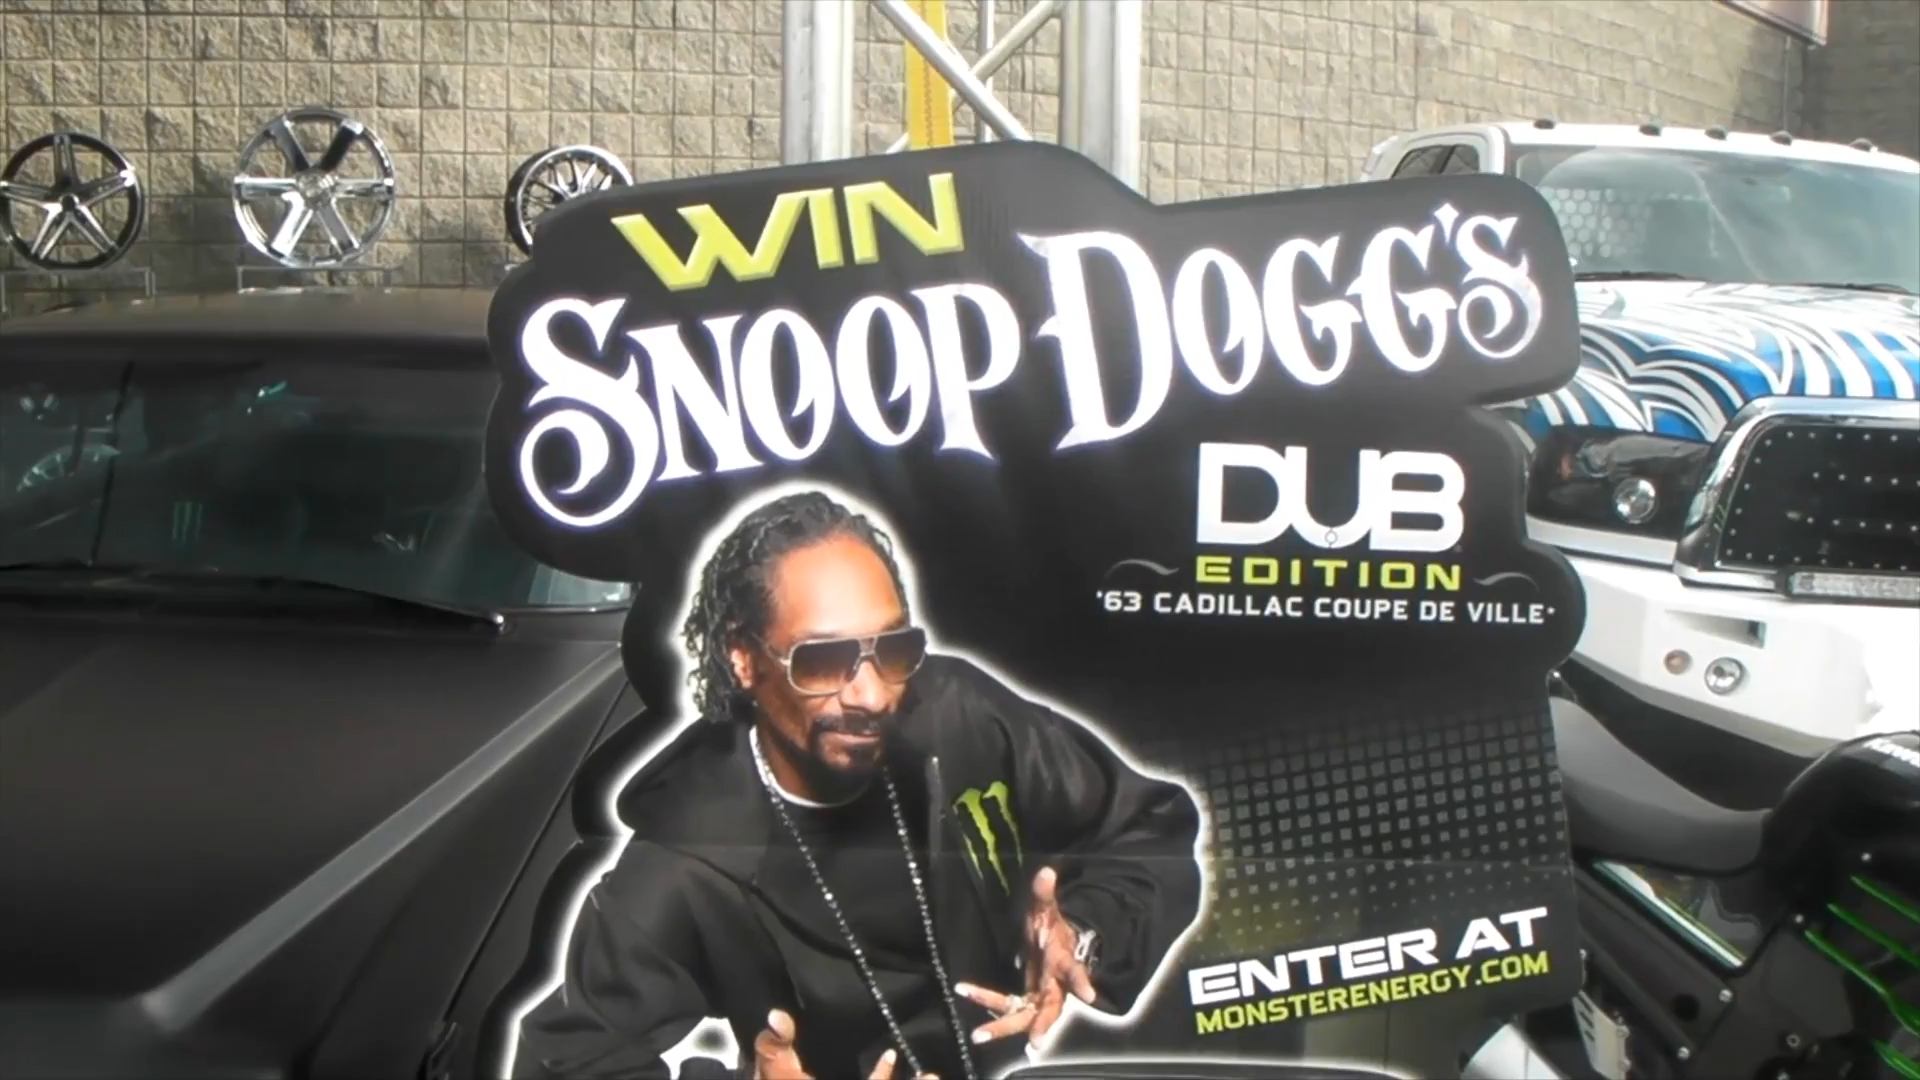 WIN
SNOOP DOGG'S
DUB
EDITION
'63 CADILLAC COUPE DE VILLE*
ENTER AT
MONSTERENERGY.COM